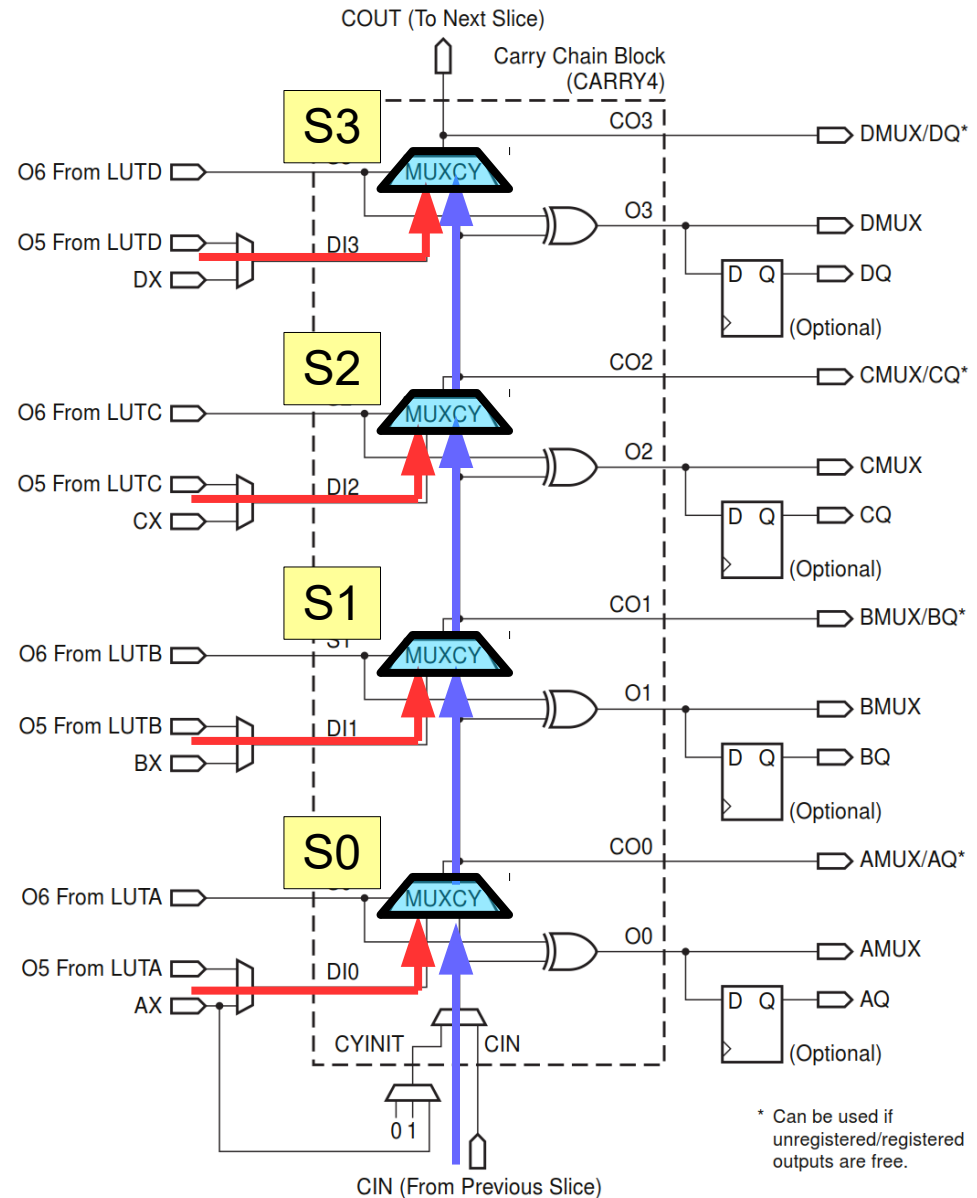 COUT (To Next Slice)
Carry Chain Block
(CARRY4)
S3
CO3
DMUX/DQ*
O6 From LUTD
MUXCY
O3
DMUX
O5 From LUTD
DI3
DX
D Q
DQ
(Optional)
S2
CO2
CMUX/CQ*
O6 From LUTC
MUXCY
O2
CMUX
O5 From LUTC
DI2
CX
D Q
CQ
(Optional)
S1
CO1
BMUX/BQ*
S1
O6 From LUTB
MUXCY
O1
BMUX
O5 From LUTB
DI1
BX
D Q
BQ
(Optional)
S0
CO0
AMUX/AQ*
O6 From LUTA
MUXCY
O0
AMUX
O5 From LUTA
DI0
AX
D Q
AQ
CYINIT
CIN
(Optional)
0 1
* Can be used if
unregistered/registered
outputs are free.
CIN (From Previous Slice)